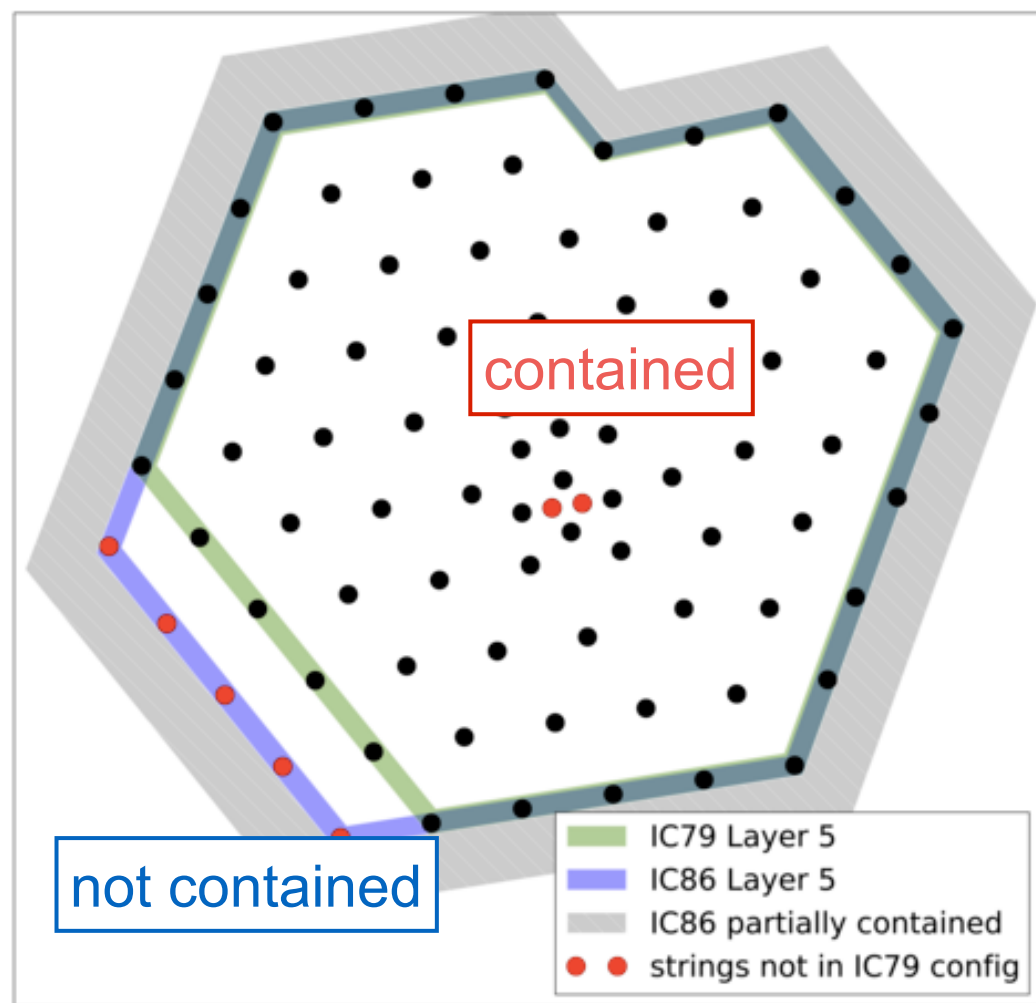 contained
not contained
IC79 Layer 5
IC86 Layer 5
IC86 partially contained
strings not in IC79 config